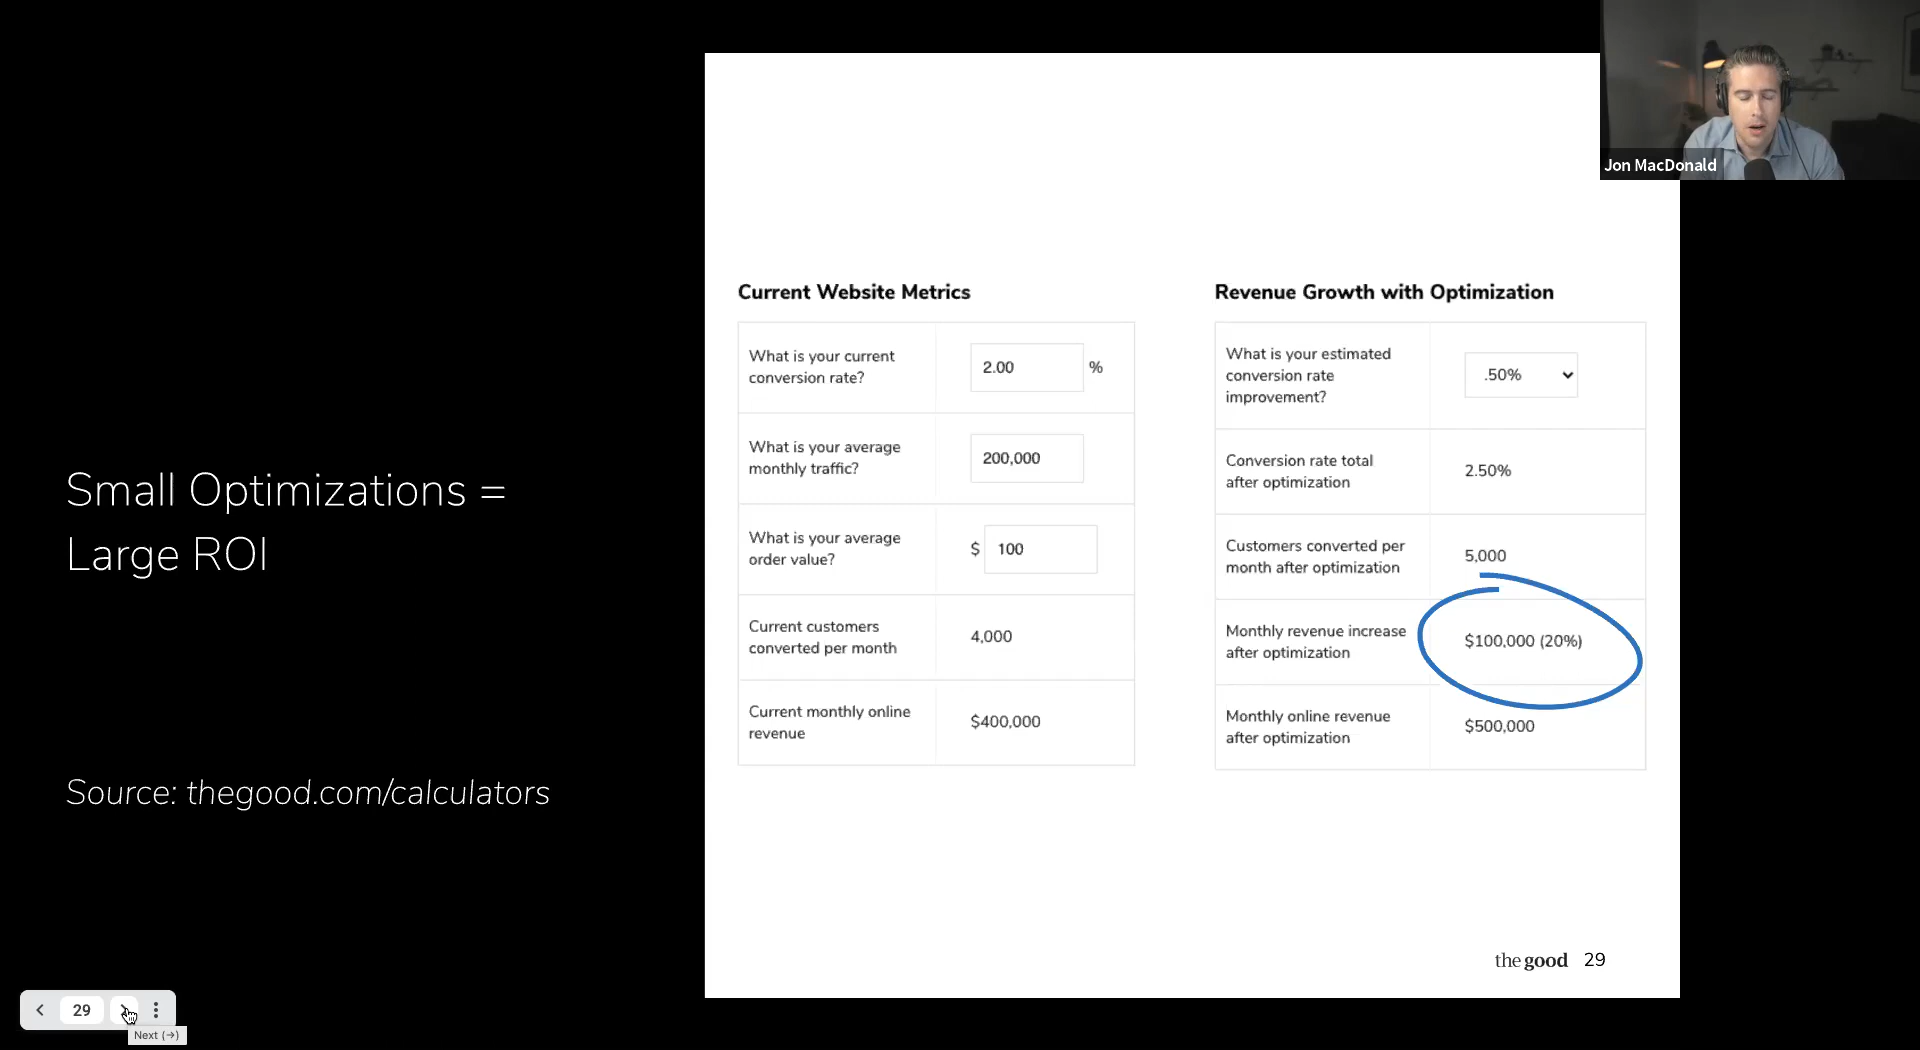 Jon MacDonald
Small Optimizations =
Large ROI
Source: thegood.com/calculators
Current Website Metrics
What is your current
conversion rate?
2.00 %
What is your average
monthly traffic?
200,000
What is your average
order value?
$ 100
Current customers
converted per month
4,000
Current monthly online
revenue
$400,000
Revenue Growth with Optimization
What is your estimated
conversion rate
improvement?
.50%
Conversion rate total
after optimization
2.50%
Customers converted per
month after optimization
5,000
Monthly revenue increase
after optimization
$100,000 (20%)
Monthly online revenue
after optimization
$500,000
the good 29
29
Next (→)